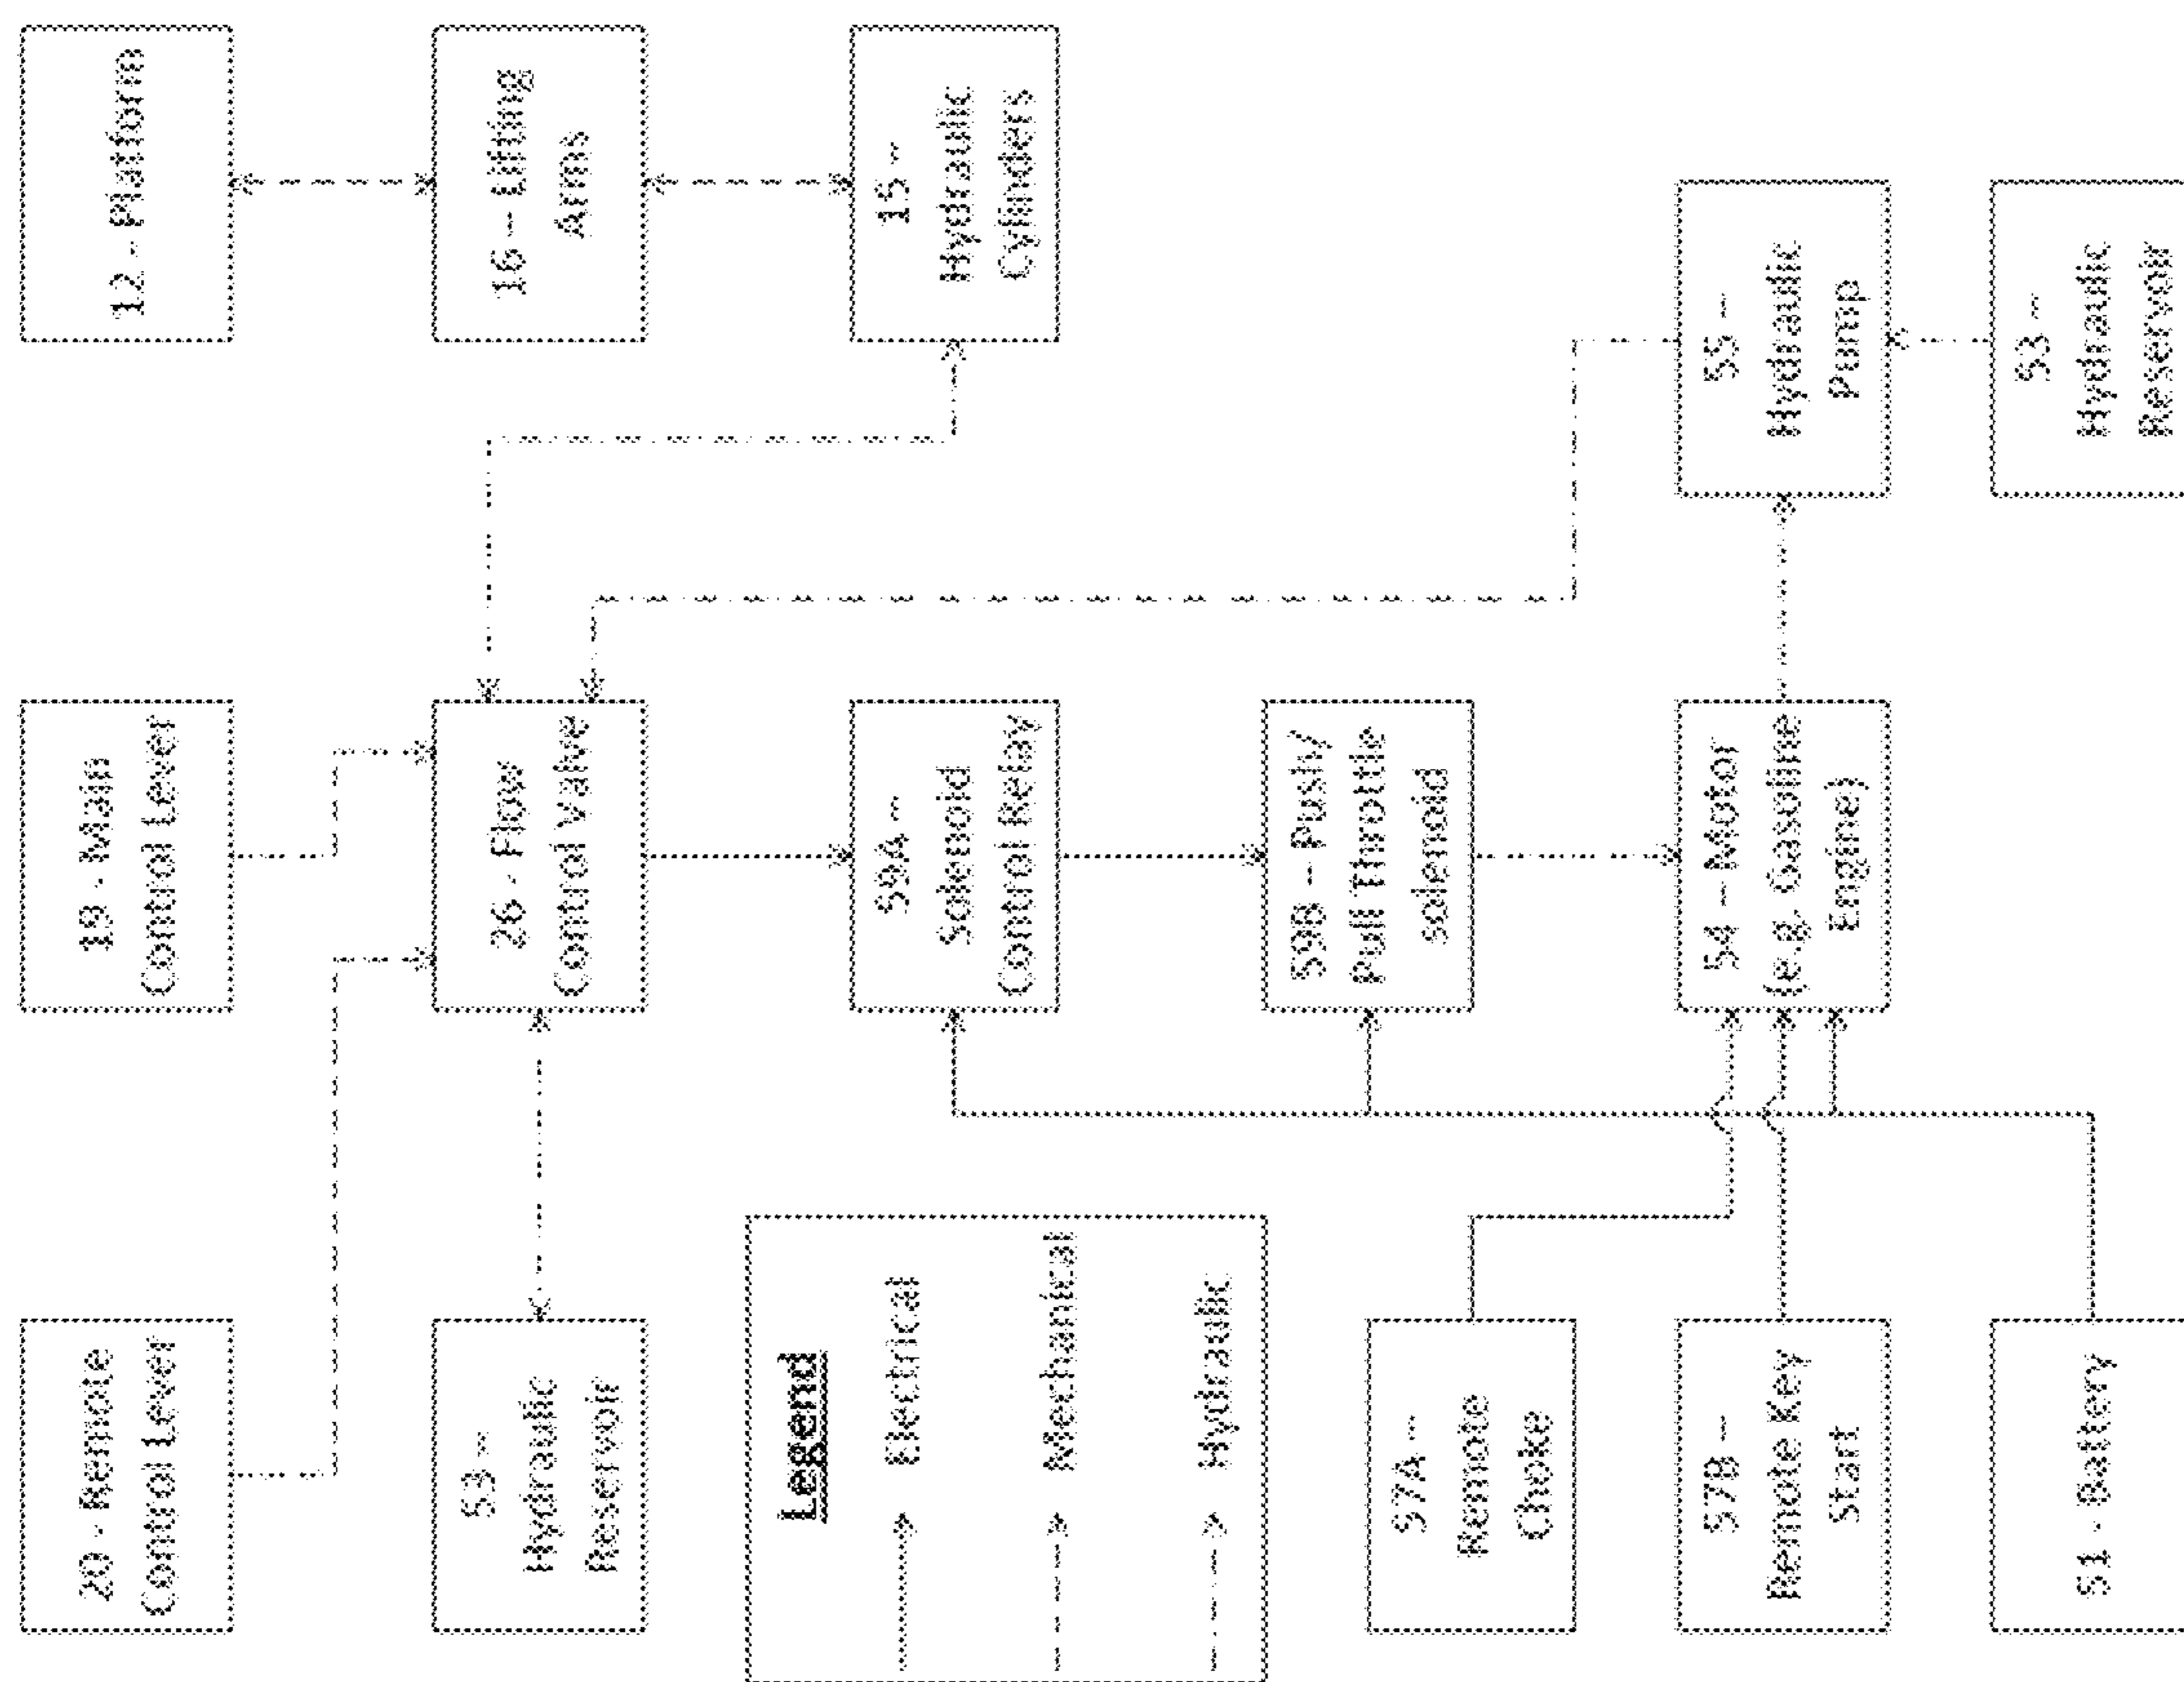 20 - Remote
Control Lever
19 - Main
Control Lever
12 - Platform
53 –
Hydraulic
Reservoir
26 - Flow
Control Valve
16 – Lifting
Arms
Legend
Electrical
Mechanical
Hydraulic
59A –
Solenoid
Control Relay
15 –
Hydraulic
Cylinders
59B – Push/
Pull Throttle
solenoid
57A –
Remote
Choke
57B –
Remote Key
Start
54 – Motor
(e.g. Gasoline
Engine)
55 –
Hydraulic
Pump
51 - Battery
53 –
Hydraulic
Reservoir